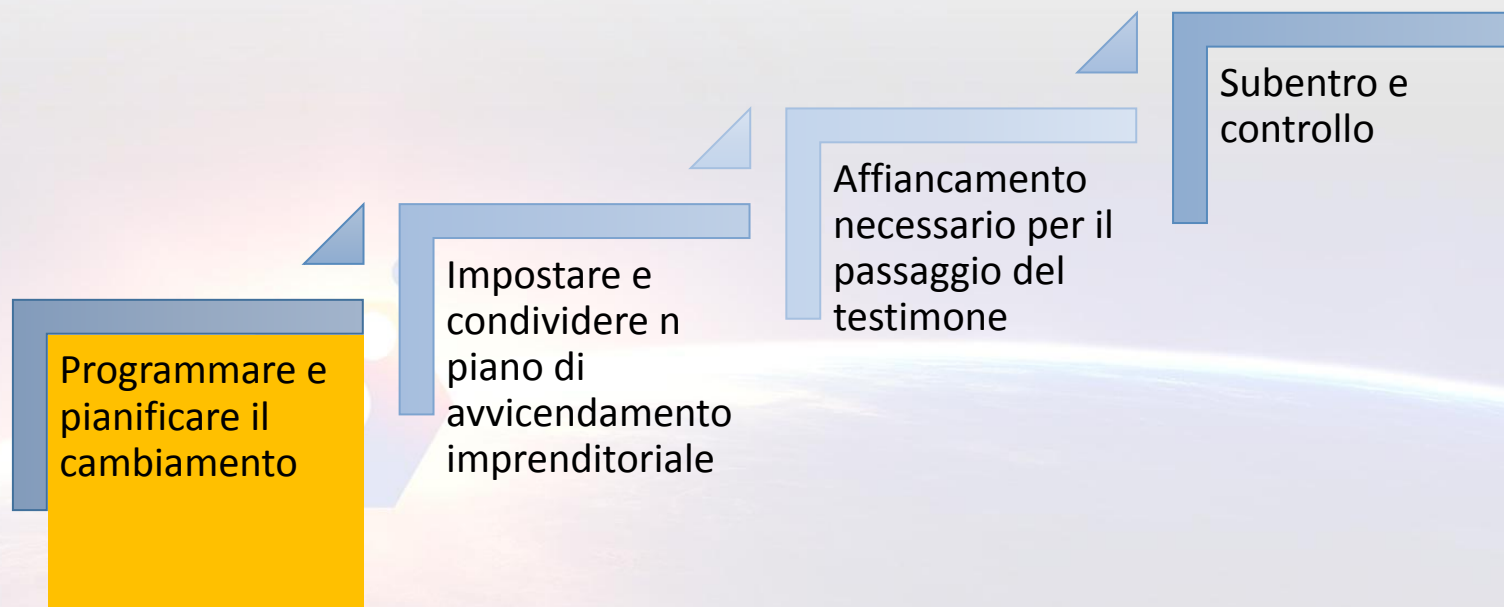 Programmare e
pianificare il
cambiamento
Impostare e
condividere n
piano di
avvicendamento
imprenditoriale
Affiancamento
necessario per il
passaggio del
testimone
Subentro e
controllo